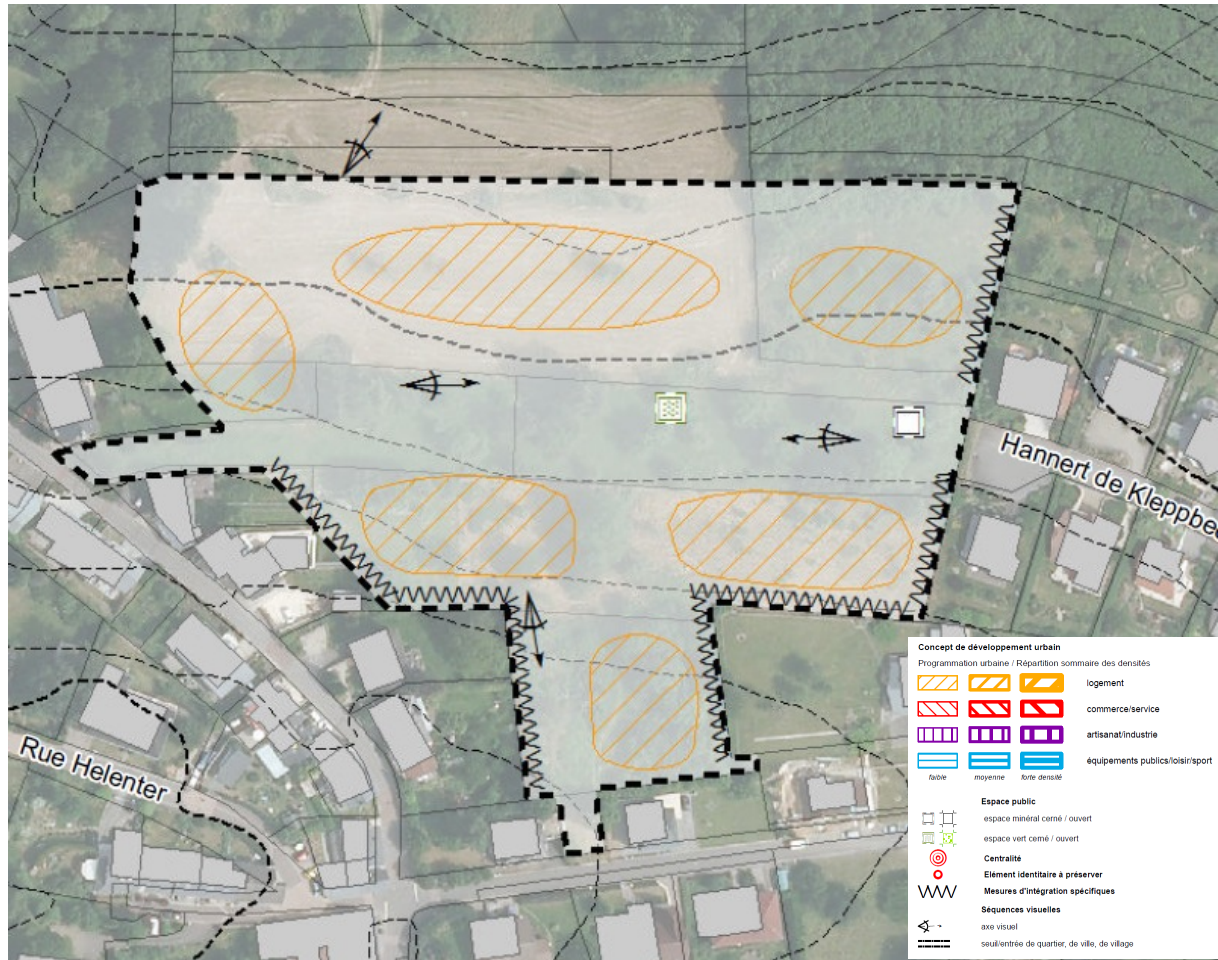 Hannert de Kleppbe
Rue Helenter
Concept de développement urbain
Programmation urbaine / Répartition sommaire des densités
logement
commerce/service
artisanat/industrie
équipements publics/loisir/sport
faible moyenne forte densité
Espace public
espace minéral cerné / ouvert
espace vert cerné / ouvert
Centralité
Elément identitaire à préserver
Mesures d'intégration spécifiques
Séquences visuelles
axe visuel
seuil/entrée de quartier, de ville, de village